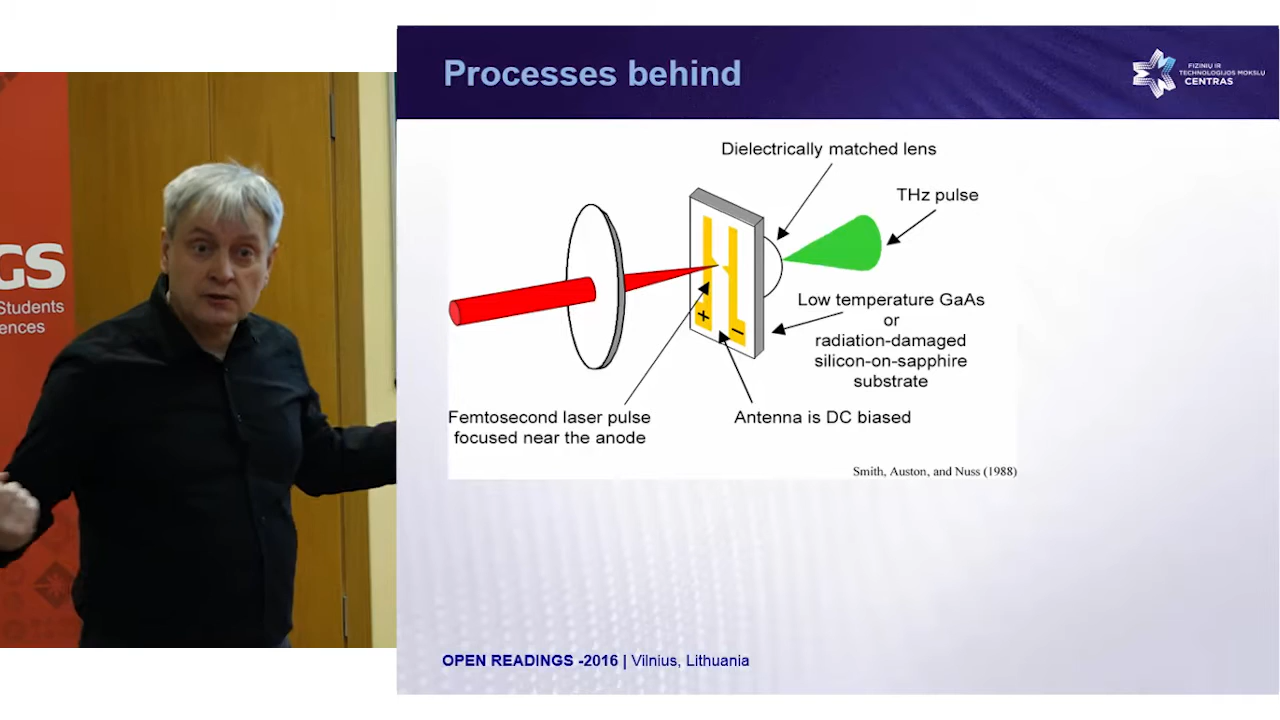 Processes behind
FIZINIŲ IR
TECHNOLOGIJOS MOKSLŲ
CENTRAS
GS
Students
ences
Dielectrically matched lens
THz pulse
Low temperature GaAs
or
radiation-damaged
silicon-on-sapphire
substrate
+
–
Femtosecond laser pulse
focused near the anode
Antenna is DC biased
Smith, Auston, and Nuss (1988)
OPEN READINGS -2016 | Vilnius, Lithuania